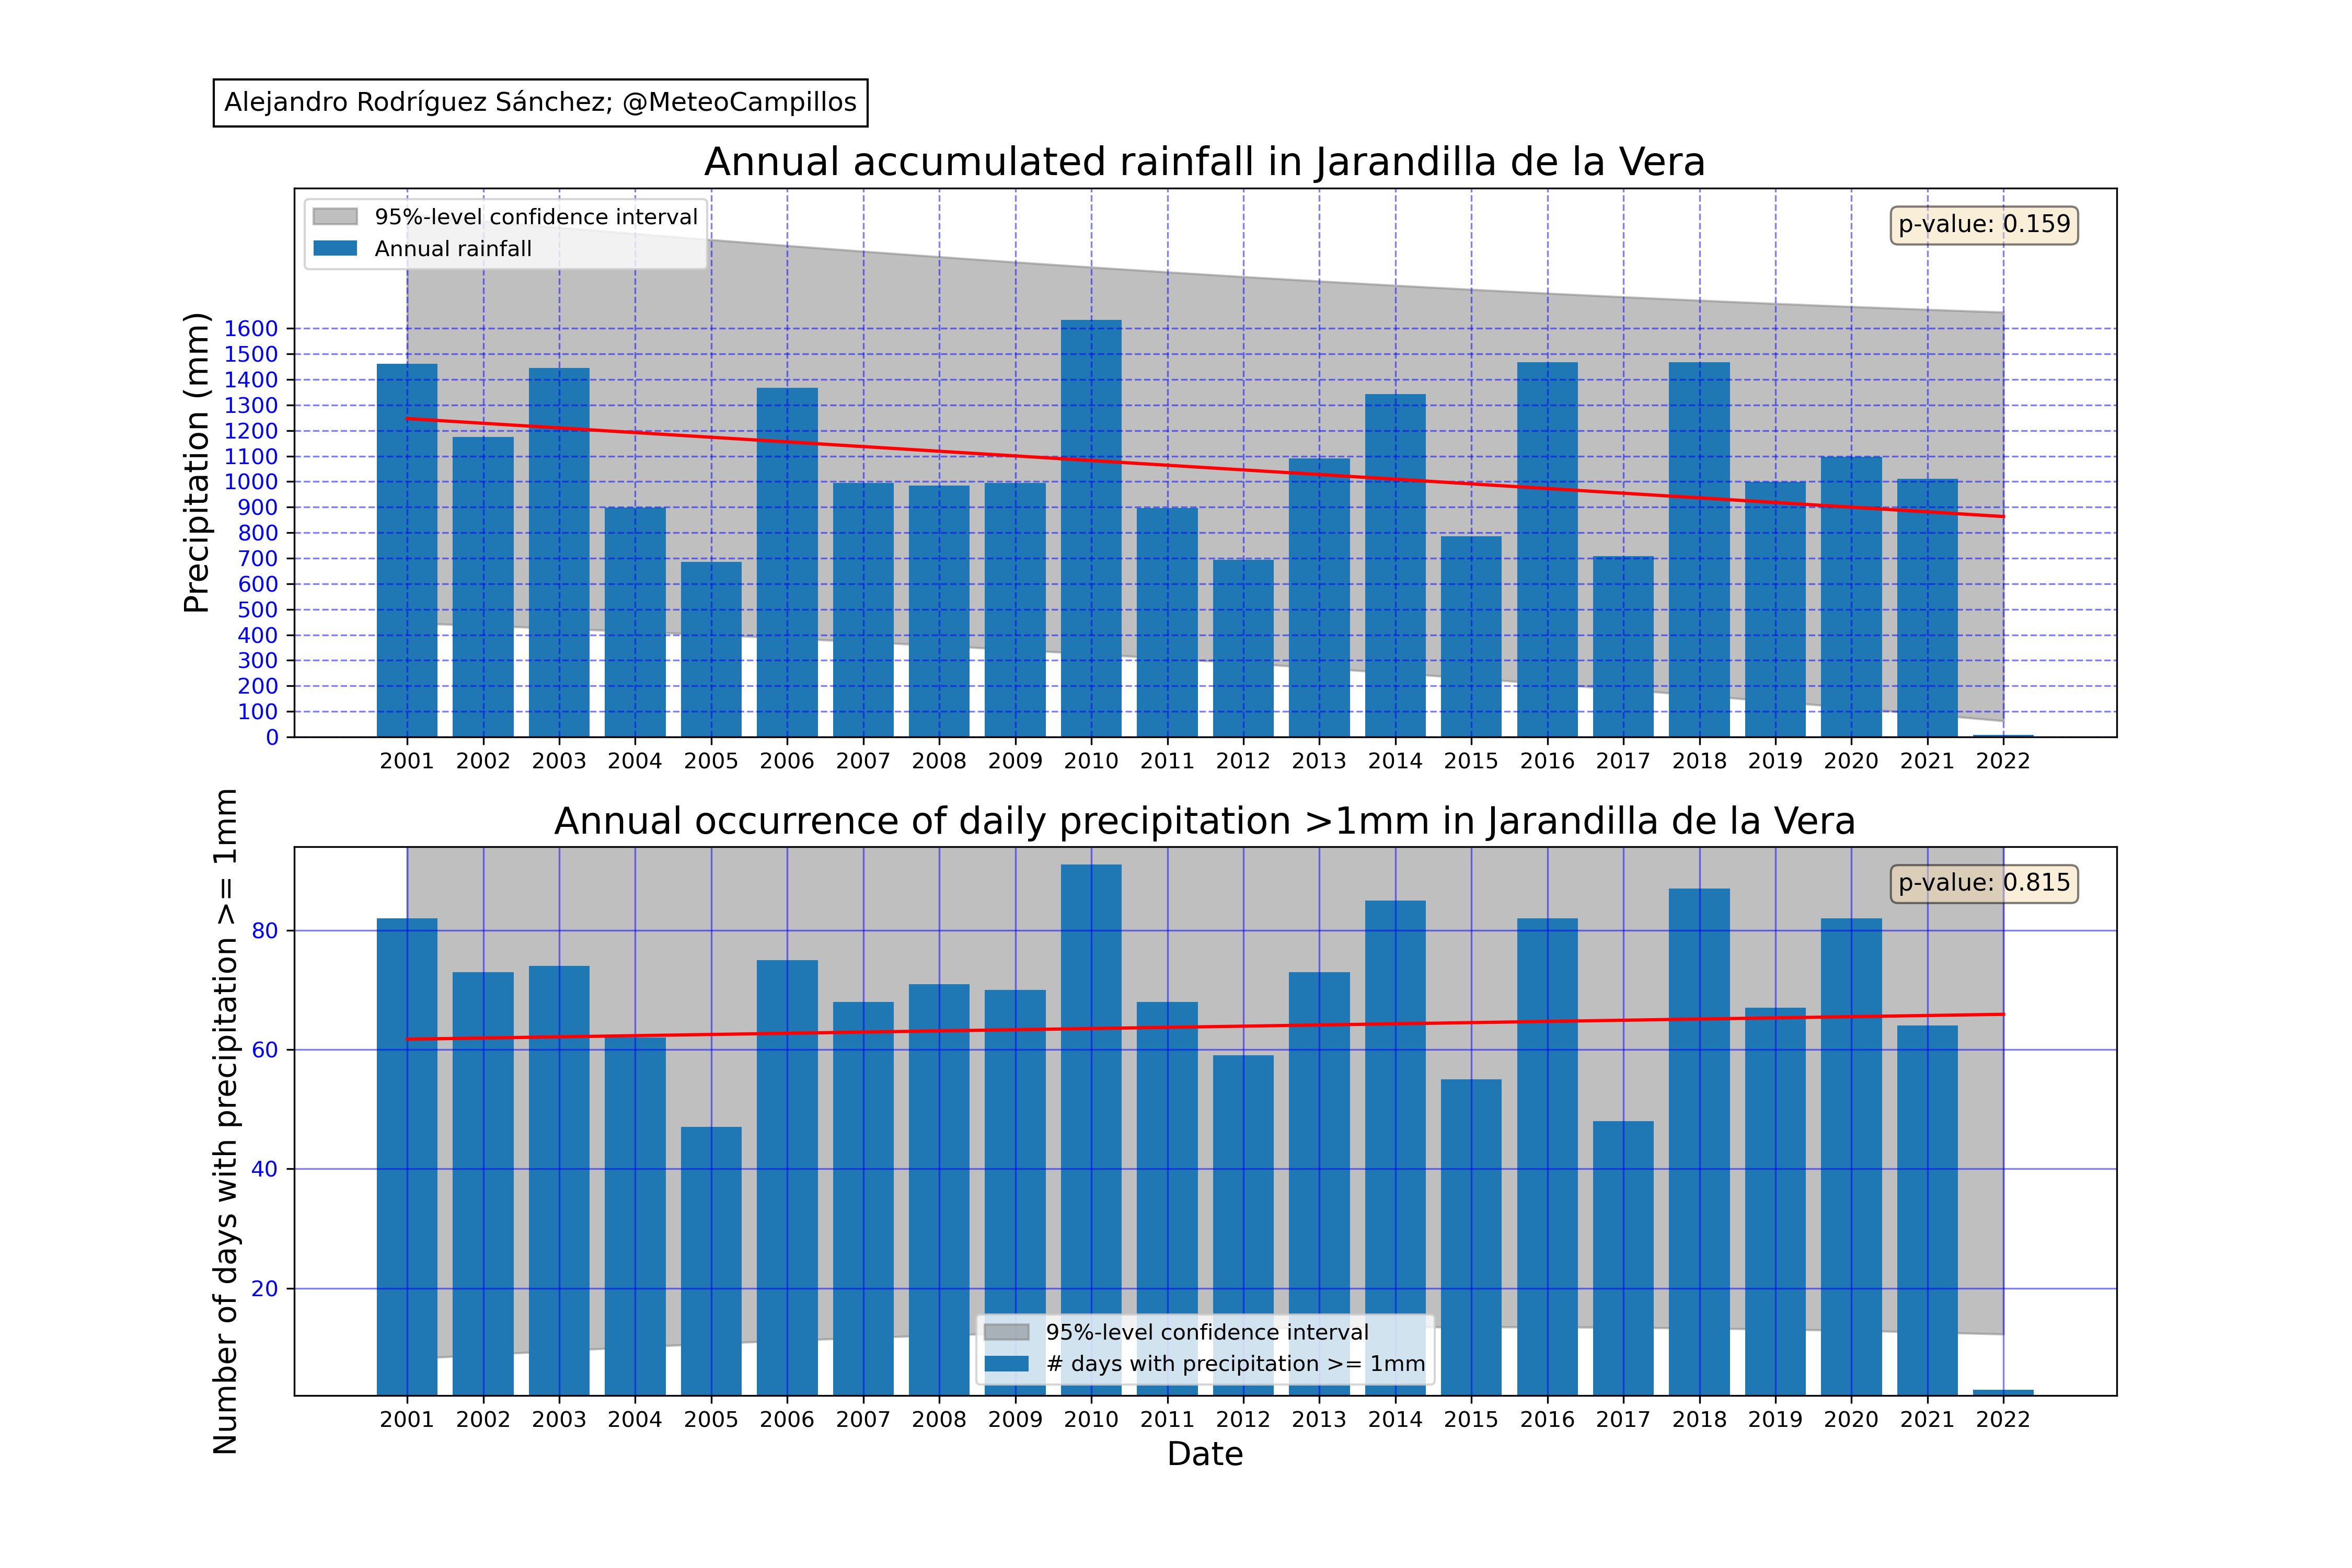 Alejandro Rodríguez Sánchez; @MeteoCampillos
Annual accumulated rainfall in Jarandilla de la Vera
95%-level confidence interval
Annual rainfall
p-value: 0.159
Precipitation (mm)
1600
1500
1400
1300
1200
1100
1000
900
800
700
600
500
400
300
200
100
0
2001 2002 2003 2004 2005 2006 2007 2008 2009 2010 2011 2012 2013 2014 2015 2016 2017 2018 2019 2020 2021 2022
Annual occurrence of daily precipitation >1mm in Jarandilla de la Vera
p-value: 0.815
Number of days with precipitation >= 1mm
80
60
40
20
95%-level confidence interval
# days with precipitation >= 1mm
2001 2002 2003 2004 2005 2006 2007 2008 2009 2010 2011 2012 2013 2014 2015 2016 2017 2018 2019 2020 2021 2022
Date